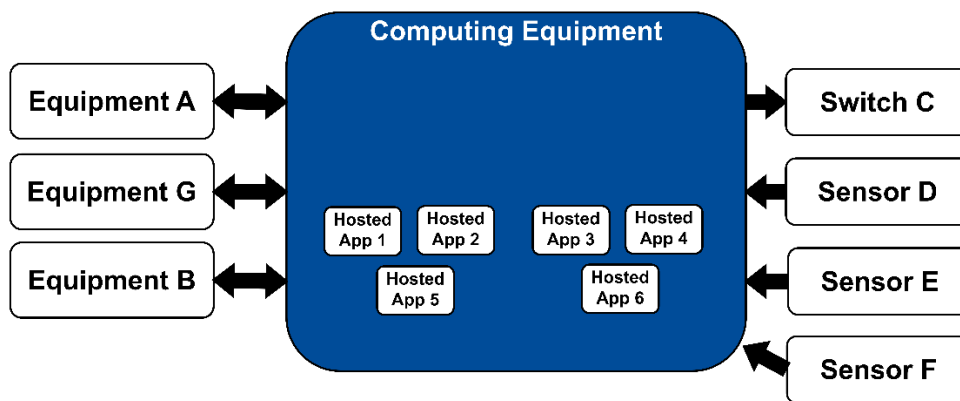 Computing Equipment
Equipment A
Equipment G
Equipment B
Hosted
App 1
Hosted
App 2
Hosted
App 3
Hosted
App 4
Hosted
App 5
Hosted
App 6
Switch C
Sensor D
Sensor E
Sensor F